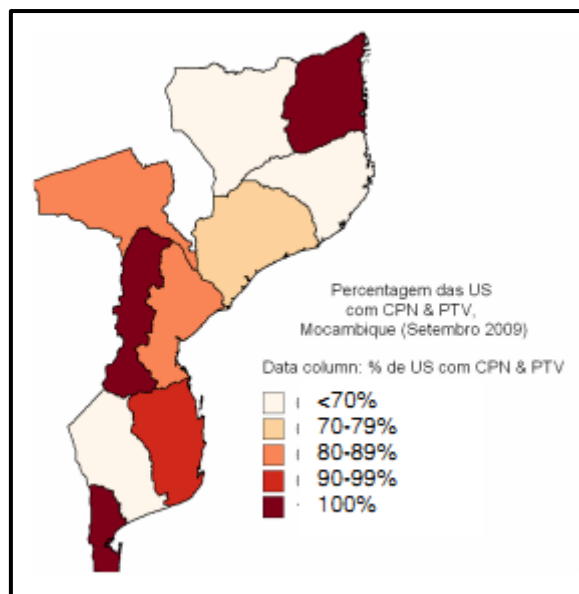 Percentagem das US
com CPN & PTV,
Mocambique (Setembro 2009)
Data column: % de US com CPN & PTV
<70%
70-79%
80-89%
90-99%
100%